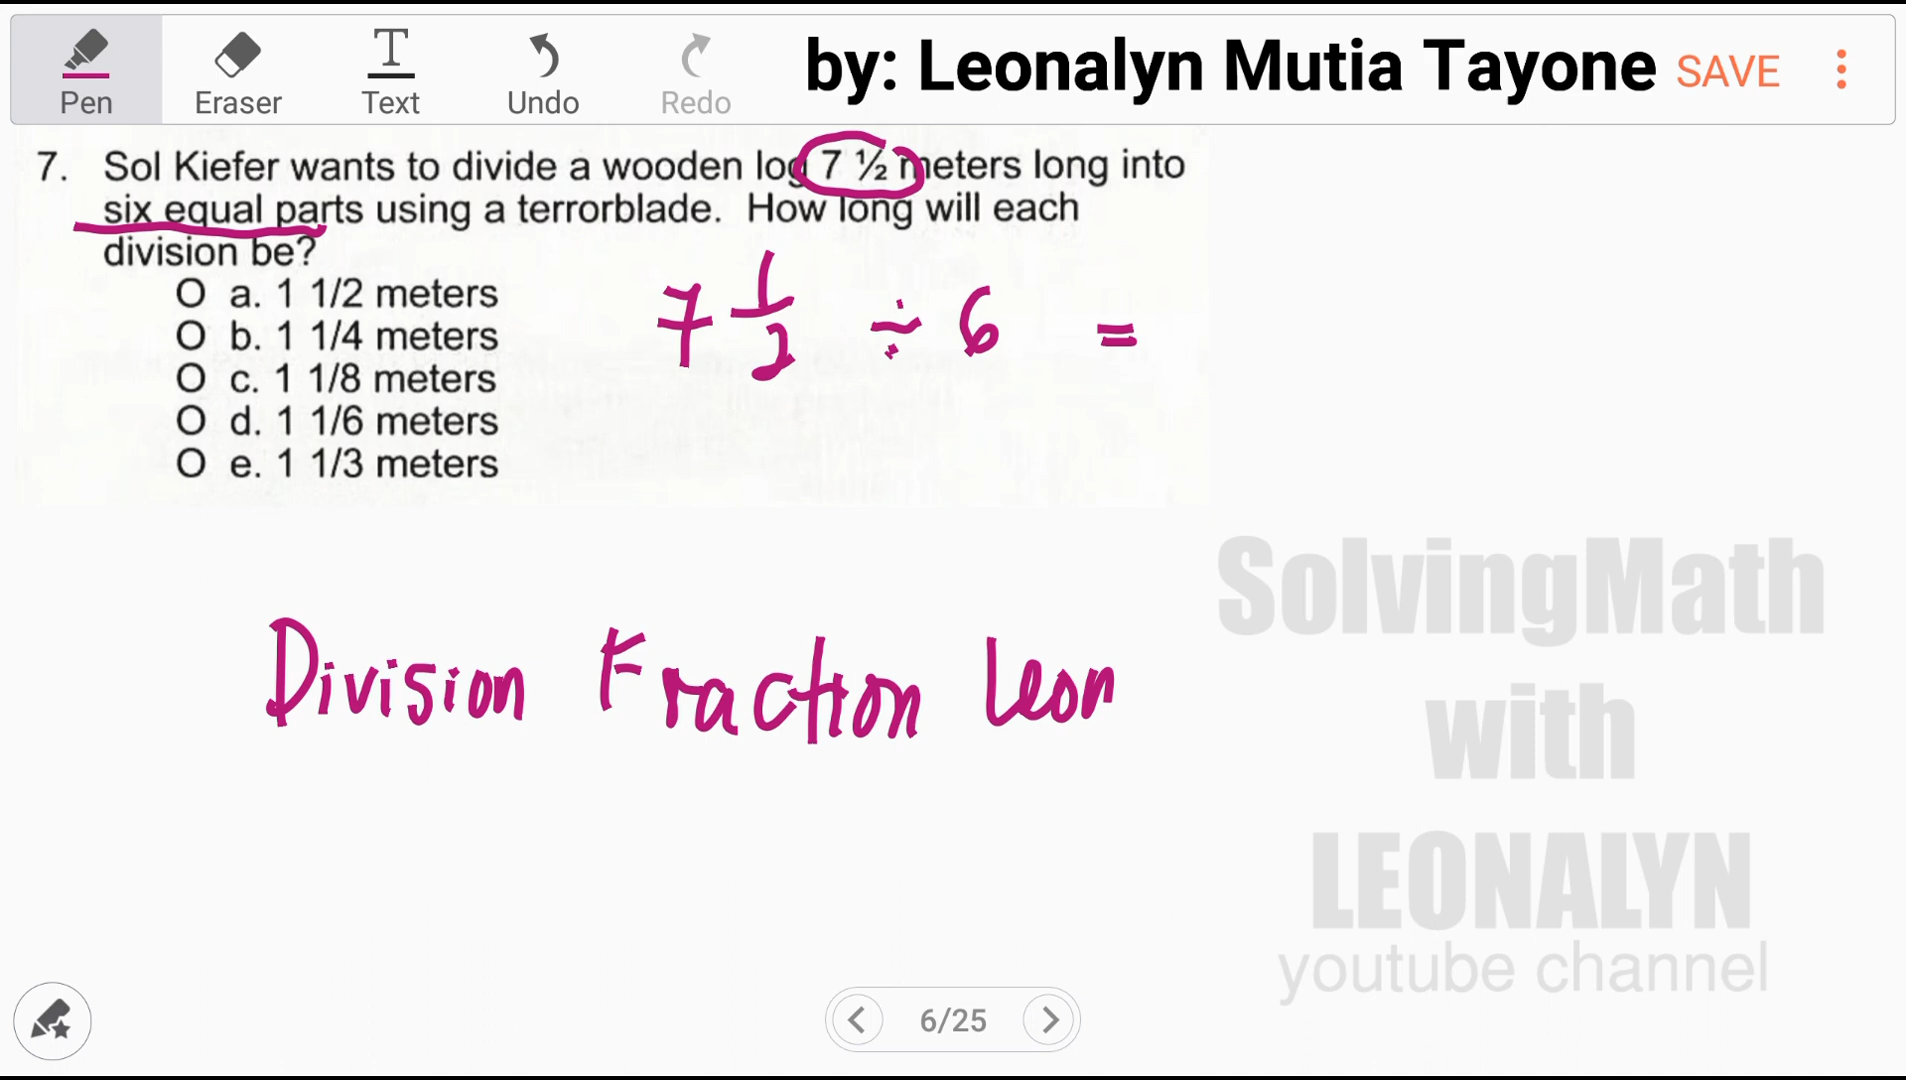 Pen
Eraser
Text
Undo
Redo
by: Leonalyn Mutia Tayone
SAVE
7. Sol Kiefer wants to divide a wooden log 7 ½ meters long into
six equal parts using a terrorblade. How long will each
division be?
O a. 1 1/2 meters
O b. 1 1/4 meters
O c. 1 1/8 meters
O d. 1 1/6 meters
O e. 1 1/3 meters
7 1/2 ÷ 6 =
Division Fraction Leon
SolvingMath
with
LEONALYN
youtube channel
6/25